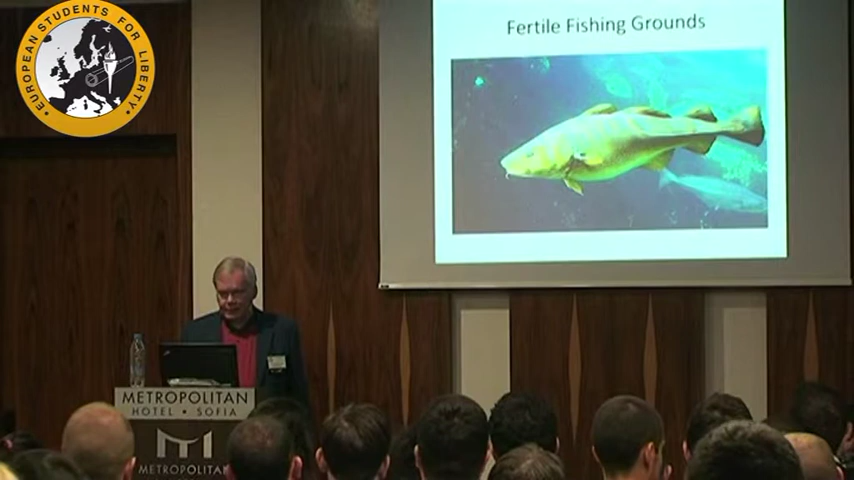 EUROPEAN STUDENTS FOR LIBERTY
Fertile Fishing Grounds
METROPOLITAN
HOTEL • SOFIA
METROPOLITAN